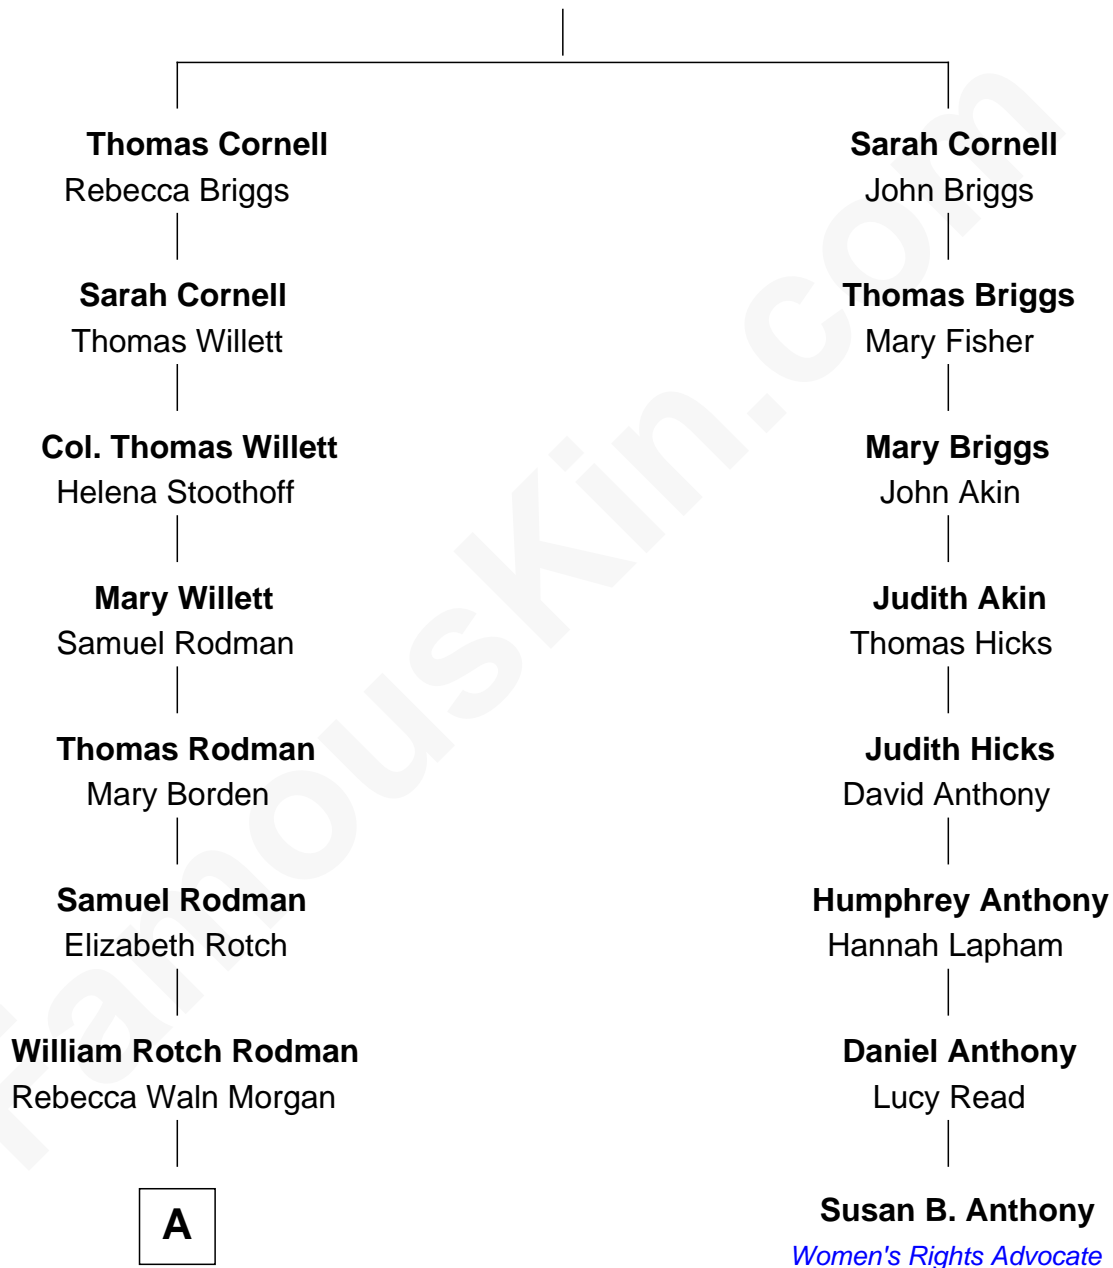 Thomas Cornell
Rebecca Briggs
Sarah Cornell
Thomas Willett
Col. Thomas Willett
Helena Stoothoff
Mary Willett
Samuel Rodman
Thomas Rodman
Mary Borden
Samuel Rodman
Elizabeth Rotch
William Rotch Rodman
Rebecca Waln Morgan
A
Sarah Cornell
John Briggs
Thomas Briggs
Mary Fisher
Mary Briggs
John Akin
Judith Akin
Thomas Hicks
Judith Hicks
David Anthony
Humphrey Anthony
Hannah Lapham
Daniel Anthony
Lucy Read
Susan B. Anthony
Women's Rights Advocate
FamousKin.com